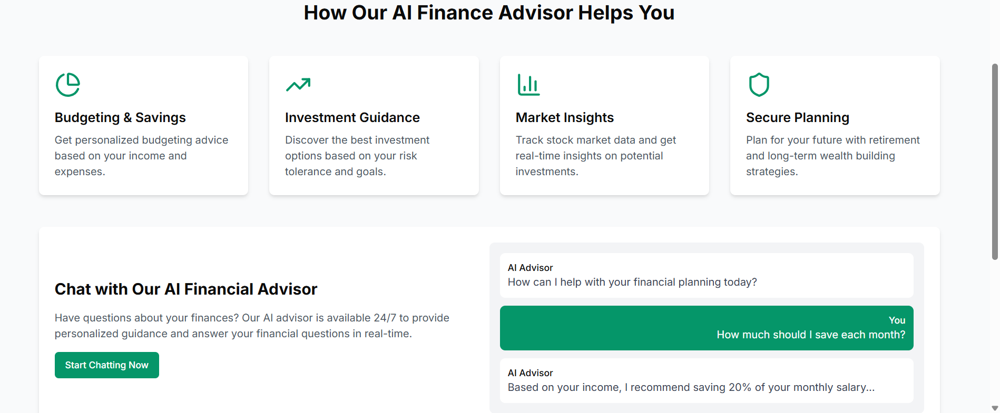 How Our AI Finance Advisor Helps You
Budgeting & Savings
Get personalized budgeting advice
based on your income and
expenses.
Investment Guidance
Discover the best investment
options based on your risk
tolerance and goals.
Market Insights
Track stock market data and get
real-time insights on potential
investments.
Secure Planning
Plan for your future with retirement
and long-term wealth building
strategies.
Chat with Our AI Financial Advisor
Have questions about your finances? Our AI advisor is available 24/7 to provide
personalized guidance and answer your financial questions in real-time.
Start Chatting Now
AI Advisor
How can I help with your financial planning today?
You
How much should I save each month?
AI Advisor
Based on your income, I recommend saving 20% of your monthly salary...